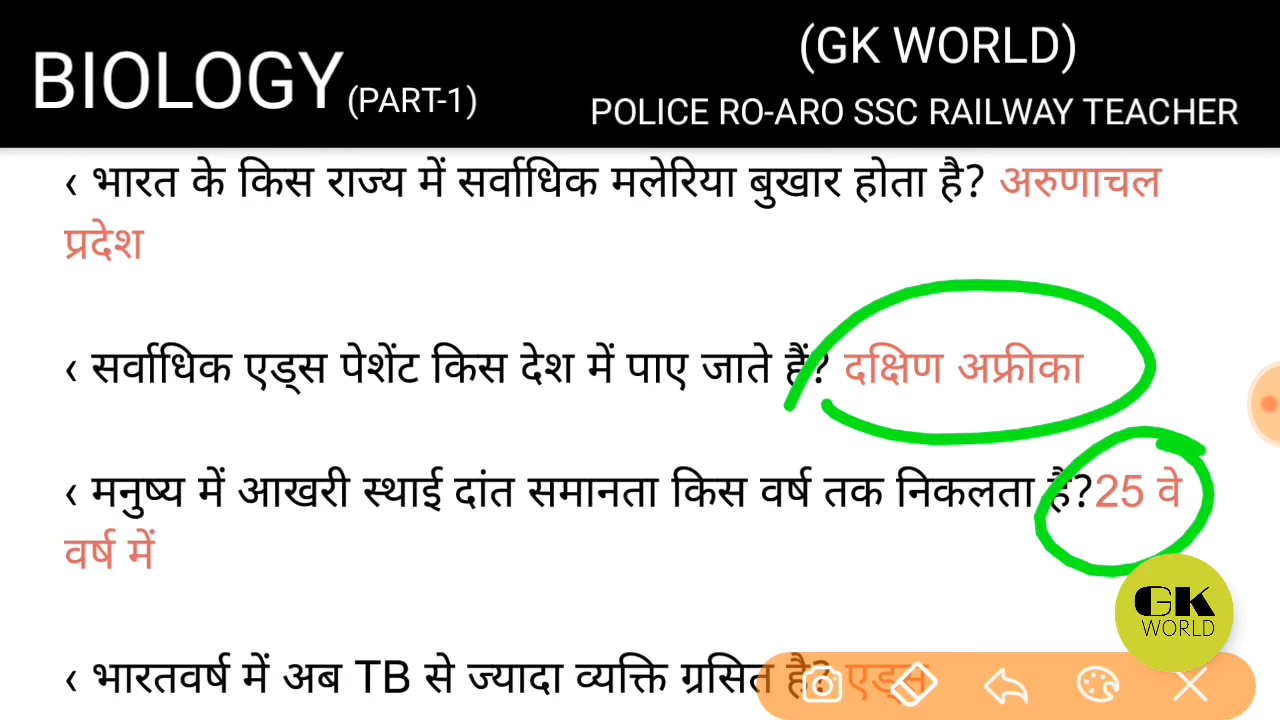 BIOLOGY (PART-1)
(GK WORLD)
POLICE RO-ARO SSC RAILWAY TEACHER
‹ भारत के किस राज्य में सर्वाधिक मलेरिया बुखार होता है? अरुणाचल
प्रदेश
‹ सर्वाधिक एड्स पेशेंट किस देश में पाए जाते हैं? दक्षिण अफ्रीका
‹ मनुष्य में आखरी स्थाई दांत समानता किस वर्ष तक निकलता है?25 वे
वर्ष में
‹ भारतवर्ष में अब TB से ज्यादा व्यक्ति ग्रसित है? एड्स
GK
WORLD